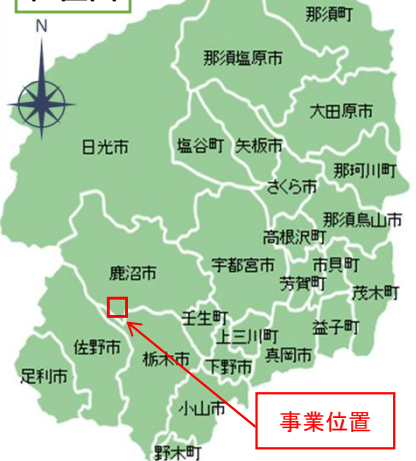 N
那須町
那須塩原市
大田原市
日光市
塩谷町
矢板市
那珂川町
さくら市
那須烏山市
高根沢町
鹿沼市
宇都宮市
市貝町
芳賀町
茂木町
壬生町
上三川町
益子町
佐野市
栃木市
下野市
真岡市
足利市
小山市
事業位置
野木町